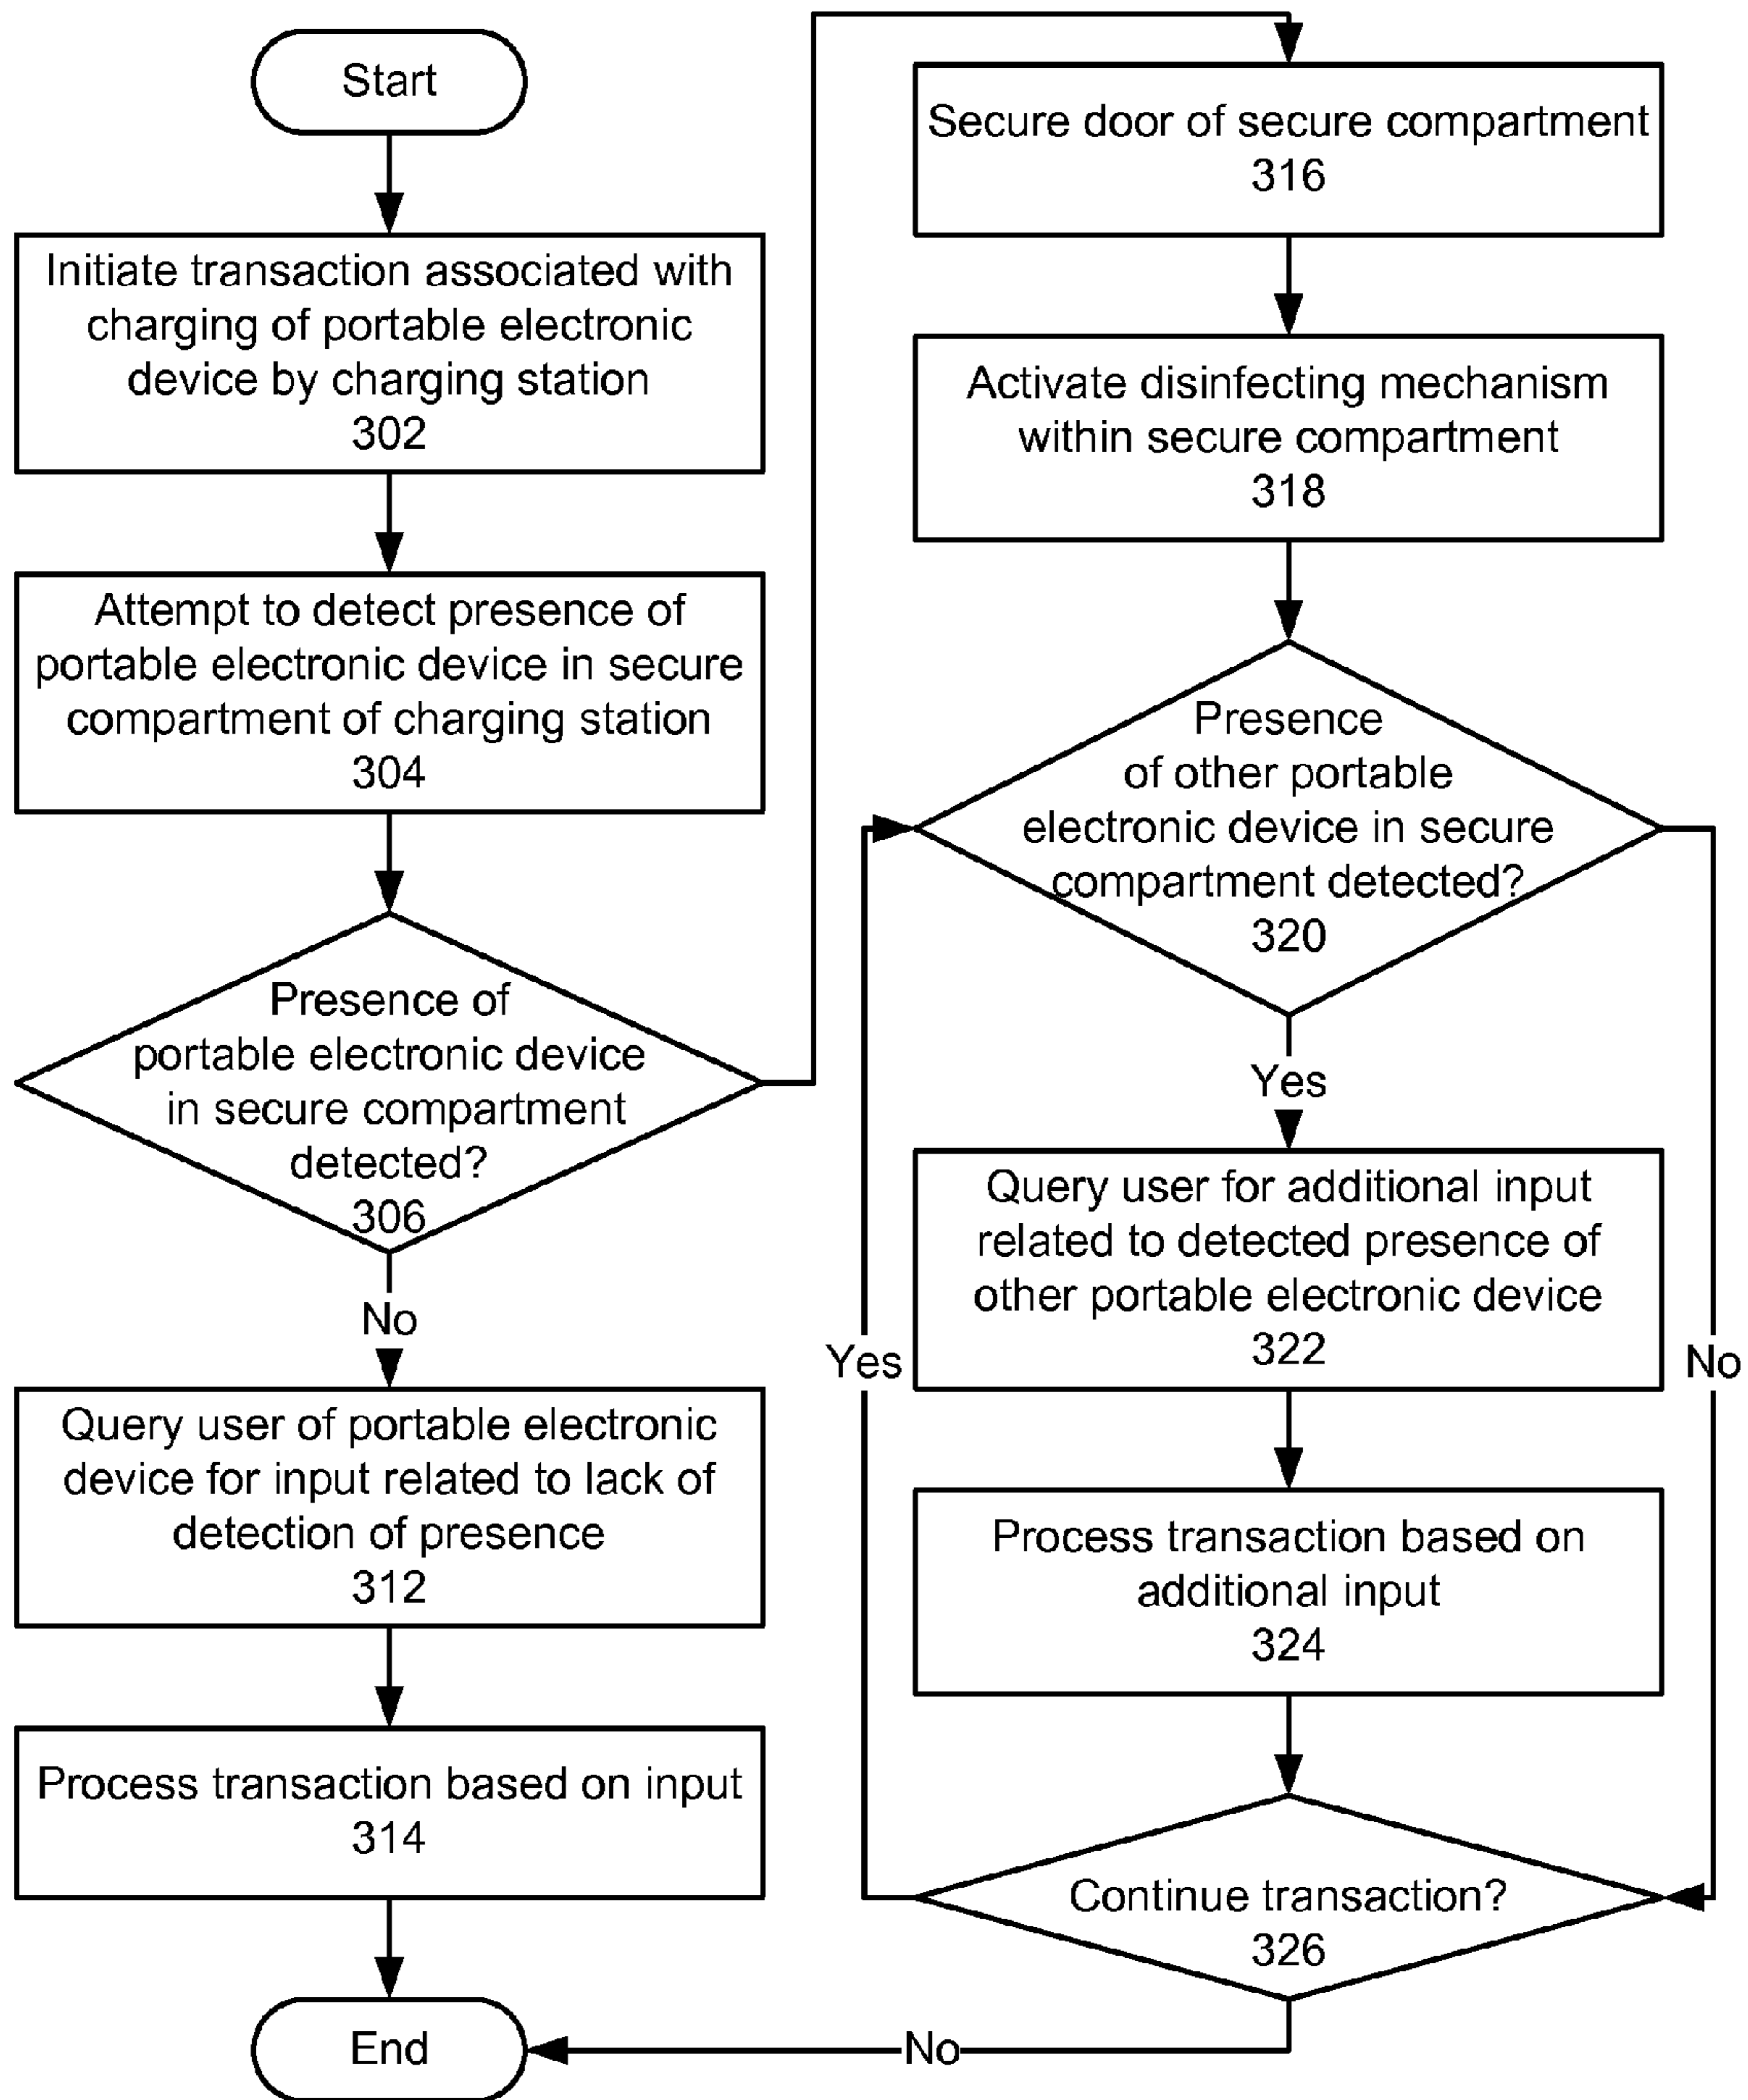 Start
Initiate transaction associated with
charging of portable electronic
device by charging station
302
Attempt to detect presence of
portable electronic device in secure
compartment of charging station
304
Presence of
portable electronic device
in secure compartment
detected?
306
No
Query user of portable electronic
device for input related to lack of
detection of presence
312
Process transaction based on input
314
End
Secure door of secure compartment
316
Activate disinfecting mechanism
within secure compartment
318
Presence
of other portable
electronic device in secure
compartment detected?
320
Yes
Query user for additional input
related to detected presence of
other portable electronic device
322
Yes
No
Process transaction based on
additional input
324
Continue transaction?
326
No